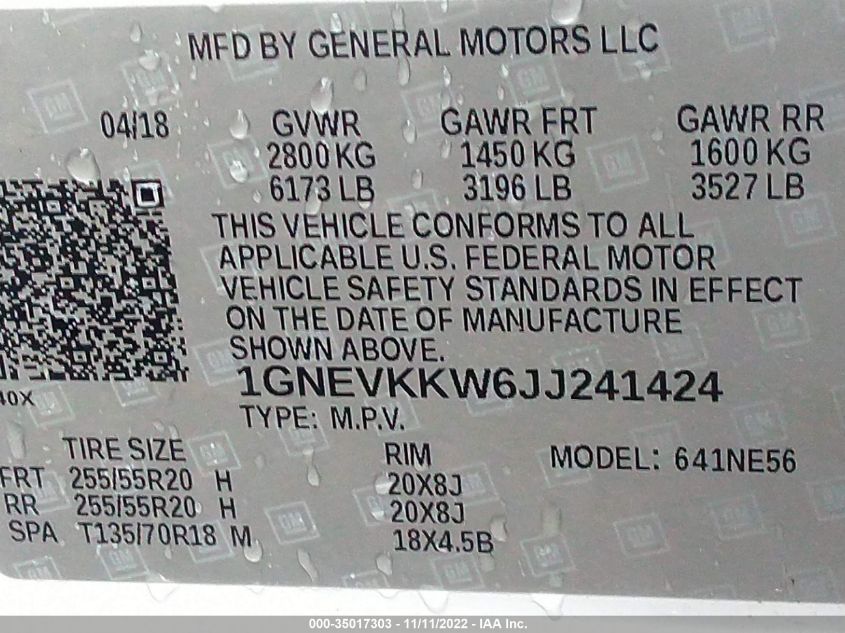 MFD BY GENERAL MOTORS LLC
04/18 GVWR GAWR FRT GAWR RR
2800 KG 1450 KG 1600 KG
6173 LB 3196 LB 3527 LB
THIS VEHICLE CONFORMS TO ALL
APPLICABLE U.S. FEDERAL MOTOR
VEHICLE SAFETY STANDARDS IN EFFECT
ON THE DATE OF MANUFACTURE
SHOWN ABOVE.
1GNEVKKW6JJ241424
40X
TYPE: M.P.V.
TIRE SIZE RIM MODEL: 641NE56
FRT 255/55R20 H 20X8J
RR 255/55R20 H 20X8J
SPA T135/70R18 M 18X4.5B
000-35017303 - 11/11/2022 - IAA Inc.